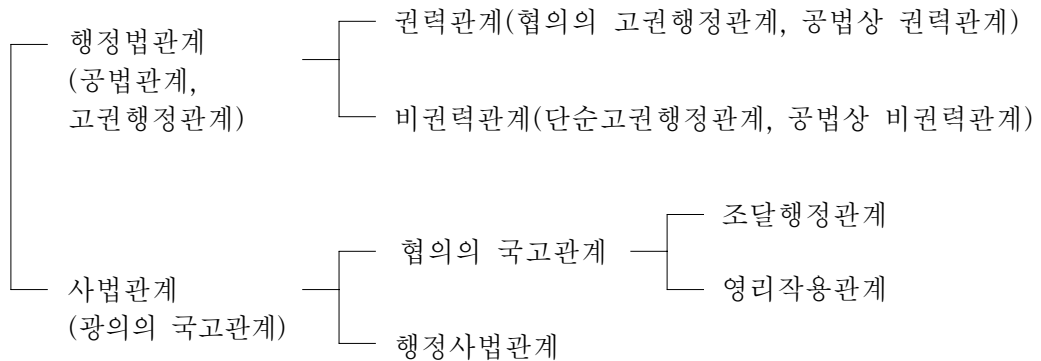 권력관계(협의의 고권행정관계, 공법상 권력관계)
행정법관계
(공법관계,
고권행정관계)
비권력관계(단순고권행정관계, 공법상 비권력관계)
조달행정관계
협의의 국고관계
사법관계
(광의의 국고관계)
영리작용관계
행정사법관계